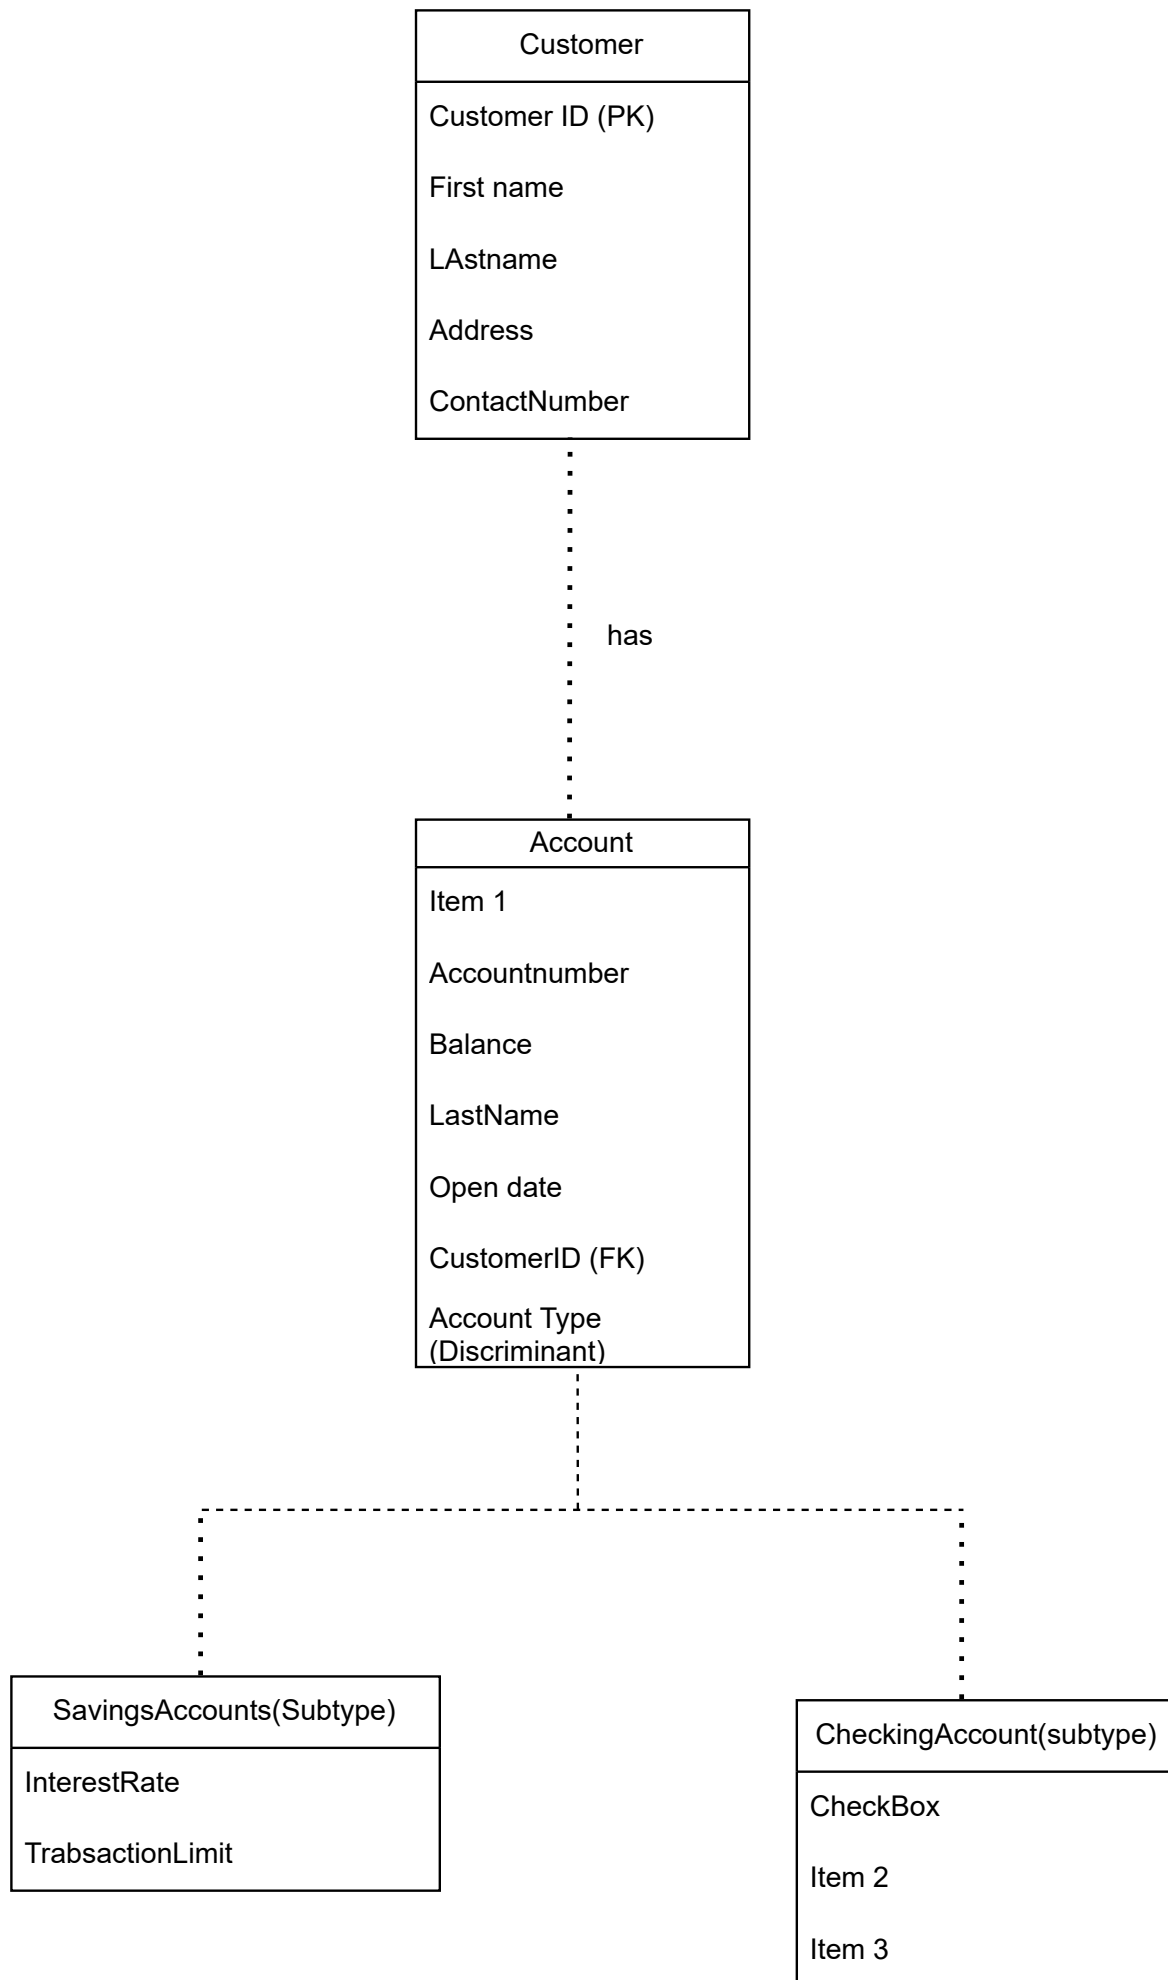 Customer
Customer ID (PK)
First name
LAstname
Address
ContactNumber
has
Account
Item 1
Accountnumber
Balance
LastName
Open date
CustomerID (FK)
Account Type
(Discriminant)
SavingsAccounts(Subtype)
InterestRate
TrabsactionLimit
CheckingAccount(subtype)
CheckBox
Item 2
Item 3